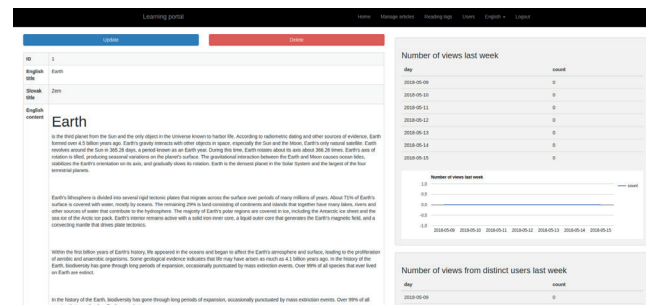 Learning portal Home Manage articles Reading tags Users English Logout
Update Delete
ID 1
English title Earth
Slovak title Zem
English content
Earth
is the third planet from the Sun and the only object in the Universe known to harbor life. According to radiometric dating and other sources of evidence, Earth
formed over 4.5 billion years ago. Earth's gravity interacts with other objects in space, especially the Sun and the Moon, Earth's only natural satellite. Earth
revolves around the Sun in 365.26 days, a period known as an Earth year. During this time, Earth rotates about its axis about 366.26 times. Earth's axis of
rotation is tilted, producing seasonal variations on the planet's surface. The gravitational interaction between the Earth and Moon causes ocean tides,
stabilizes the Earth's orientation on its axis, and gradually slows its rotation. Earth is the densest planet in the Solar System and the largest of the four
terrestrial planets.
Earth's lithosphere is divided into several rigid tectonic plates that migrate across the surface over periods of many millions of years. About 71% of Earth's
surface is covered with water, mostly by oceans. The remaining 29% is land consisting of continents and islands that together have many lakes, rivers and
other sources of water that contribute to the hydrosphere. The majority of Earth's polar regions are covered in ice, including the Antarctic ice sheet and the
sea ice of the Arctic ice pack. Earth's interior remains active with a solid iron inner core, a liquid outer core that generates the Earth's magnetic field, and a
convecting mantle that drives plate tectonics.
Within the first billion years of Earth's history, life appeared in the oceans and began to affect the Earth's atmosphere and surface, leading to the proliferation
of aerobic and anaerobic organisms. Some geological evidence indicates that life may have arisen as much as 4.1 billion years ago. In the history of the
Earth, biodiversity has gone through long periods of expansion, occasionally punctuated by mass extinction events. Over 99% of all species that ever lived
on Earth are extinct.
In the history of the Earth, biodiversity has gone through long periods of expansion, occasionally punctuated by mass extinction events. Over 99% of all
Number of views last week
day count
2018-05-09 0
2018-05-10 0
2018-05-11 0
2018-05-12 0
2018-05-13 0
2018-05-14 0
2018-05-15 0
Number of views last week
1.0
0.5
0.0
-0.5
-1.0
count
2018-05-09 2018-05-10 2018-05-11 2018-05-12 2018-05-13 2018-05-14 2018-05-15
Number of views from distinct users last week
day count
2018-05-09 0